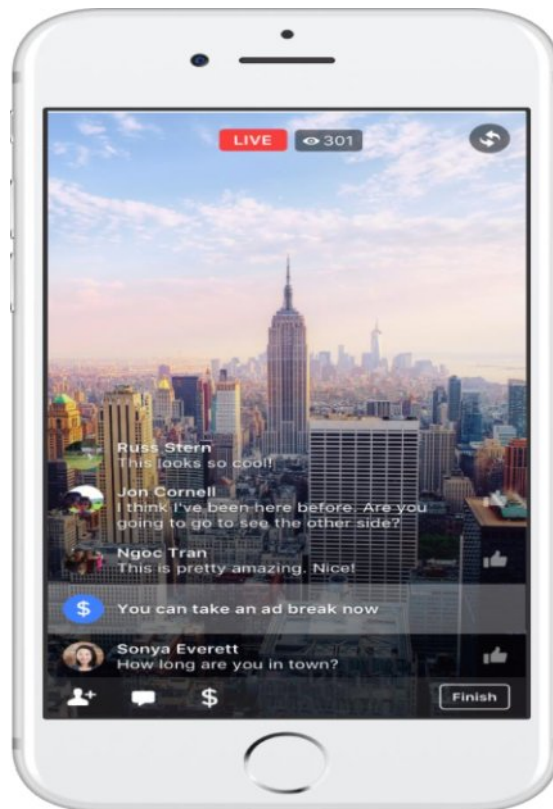 LIVE 301
Russ Stern
This looks so cool!
Jon Cornell
I think I've been here before. Are you
going to go to see the other side?
Ngoc Tran
This is pretty amazing. Nice!
$ You can take an ad break now
Sonya Everett
How long are you in town?
$ Finish